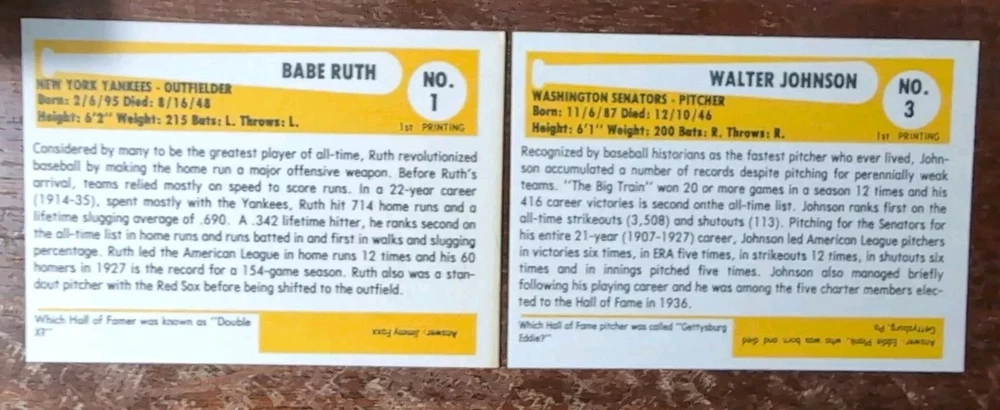 BABE RUTH
NO.
1
NEW YORK YANKEES - OUTFIELDER
Born: 2/6/95 Died: 8/16/48
Height: 6'2" Weight: 215 Bats: L. Throws: L.
1st PRINTING
Considered by many to be the greatest player of all-time, Ruth revolutionized
baseball by making the home run a major offensive weapon. Before Ruth's
arrival, teams relied mostly on speed to score runs. In a 22-year career
(1914-35), spent mostly with the Yankees, Ruth hit 714 home runs and a
lifetime slugging average of .690. A .342 lifetime hitter, he ranks second on
the all-time list in home runs and runs batted in and first in walks and slugging
percentage. Ruth led the American League in home runs 12 times and his 60
homers in 1927 is the record for a 154-game season. Ruth also was a stan-
dout pitcher with the Red Sox before being shifted to the outfield.
Which Hall of Famer was known as "Double
X?"
Answer: Jimmy Foxx
WALTER JOHNSON
NO.
3
WASHINGTON SENATORS - PITCHER
Born: 11/6/87 Died: 12/10/46
Height: 6'1" Weight: 200 Bats: R. Throws: R.
1st PRINTING
Recognized by baseball historians as the fastest pitcher who ever lived, John-
son accumulated a number of records despite pitching for perennially weak
teams. "The Big Train" won 20 or more games in a season 12 times and his
416 career victories is second onthe all-time list. Johnson ranks first on the
all-time strikeouts (3,508) and shutouts (113). Pitching for the Senators for
his entire 21-year (1907-1927) career, Johnson led American League pitchers
in victories six times, in ERA five times, in strikeouts 12 times, in shutouts six
times and in innings pitched five times. Johnson also managed briefly
following his playing career and he was among the five charter members elec-
ted to the Hall of Fame in 1936.
Which Hall of Fame pitcher was called "Gettysburg
Eddie?"
Answer: Eddie Plank, who was born and died
Gettysburg, Pa.